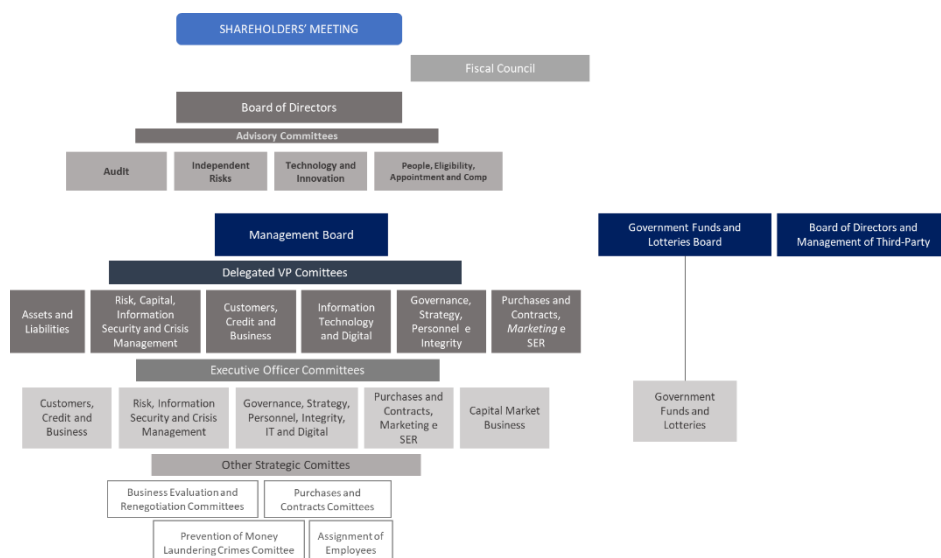 SHAREHOLDERS’ MEETING
Fiscal Council
Board of Directors
Advisory Committees
Audit
Independent
Risks
Technology and
Innovation
People, Eligibility,
Appointment and Comp
Management Board
Government Funds and
Lotteries Board
Board of Directors and
Management of Third-Party
Delegated VP Comittees
Assets and
Liabilities
Risk, Capital,
Information
Security and Crisis
Management
Customers,
Credit and
Business
Information
Technology
and Digital
Governance,
Strategy,
Personnel e
Integrity
Purchases and
Contracts,
Marketing e
SER
Executive Officer Committees
Customers,
Credit and
Business
Risk, Information
Security and Crisis
Management
Governance, Strategy,
Personnel, Integrity,
IT and Digital
Purchases and
Contracts,
Marketing e
SER
Capital Market
Business
Government
Funds and
Lotteries
Other Strategic Comittes
Business Evaluation and
Renegotiation Committees
Purchases and
Contracts Comittees
Prevention of Money
Laundering Crimes Comittee
Assignment of
Employees